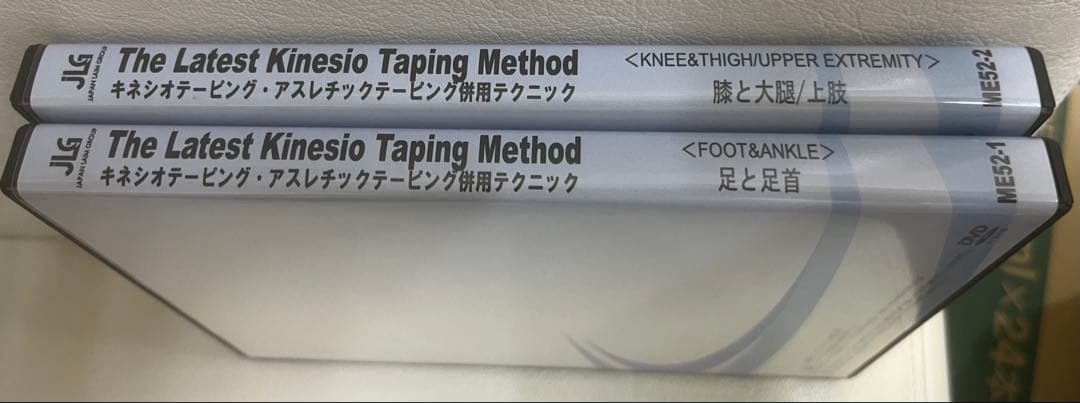 JLG
JAPAN LAIM GROUP
The Latest Kinesio Taping Method
キネシオテーピング・アスレチックテーピング併用テクニック
<KNEE&THIGH/UPPER EXTREMITY>
膝と大腿/上肢
ME52-2
JLG
JAPAN LAIM GROUP
The Latest Kinesio Taping Method
キネシオテーピング・アスレチックテーピング併用テクニック
<FOOT&ANKLE>
足と足首
ME52-1
DVD
×24本